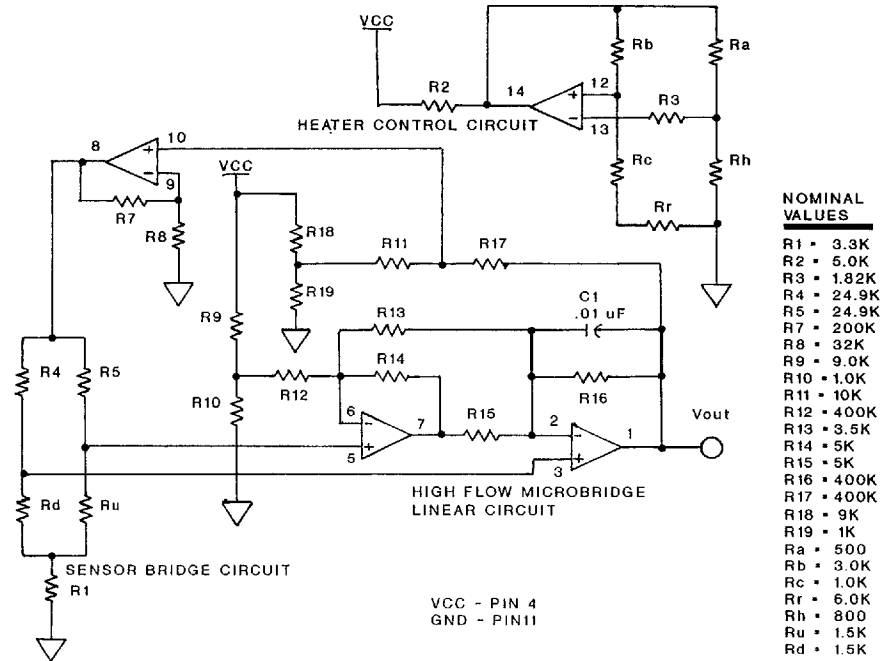 VCC
R2
14
Rb
Ra
12
13
R3
HEATER CONTROL CIRCUIT
Rc
Rh
Rr
8
10
9
R7
R8
VCC
R18
R11
R17
R19
R9
R13
C1
.01 uF
R4
R5
R14
R12
R16
R10
6
7
R15
5
2
1
3
Vout
HIGH FLOW MICROBRIDGE
LINEAR CIRCUIT
Rd
Ru
SENSOR BRIDGE CIRCUIT
R1
VCC - PIN 4
GND - PIN11
NOMINAL
VALUES
R1 = 3.3K
R2 = 5.0K
R3 = 1.82K
R4 = 24.9K
R5 = 24.9K
R7 = 200K
R8 = 32K
R9 = 9.0K
R10 = 1.0K
R11 = 10K
R12 = 400K
R13 = 3.5K
R14 = 5K
R15 = 5K
R16 = 400K
R17 = 400K
R18 = 9K
R19 = 1K
Ra = 500
Rb = 3.0K
Rc = 1.0K
Rr = 6.0K
Rh = 800
Ru = 1.5K
Rd = 1.5K